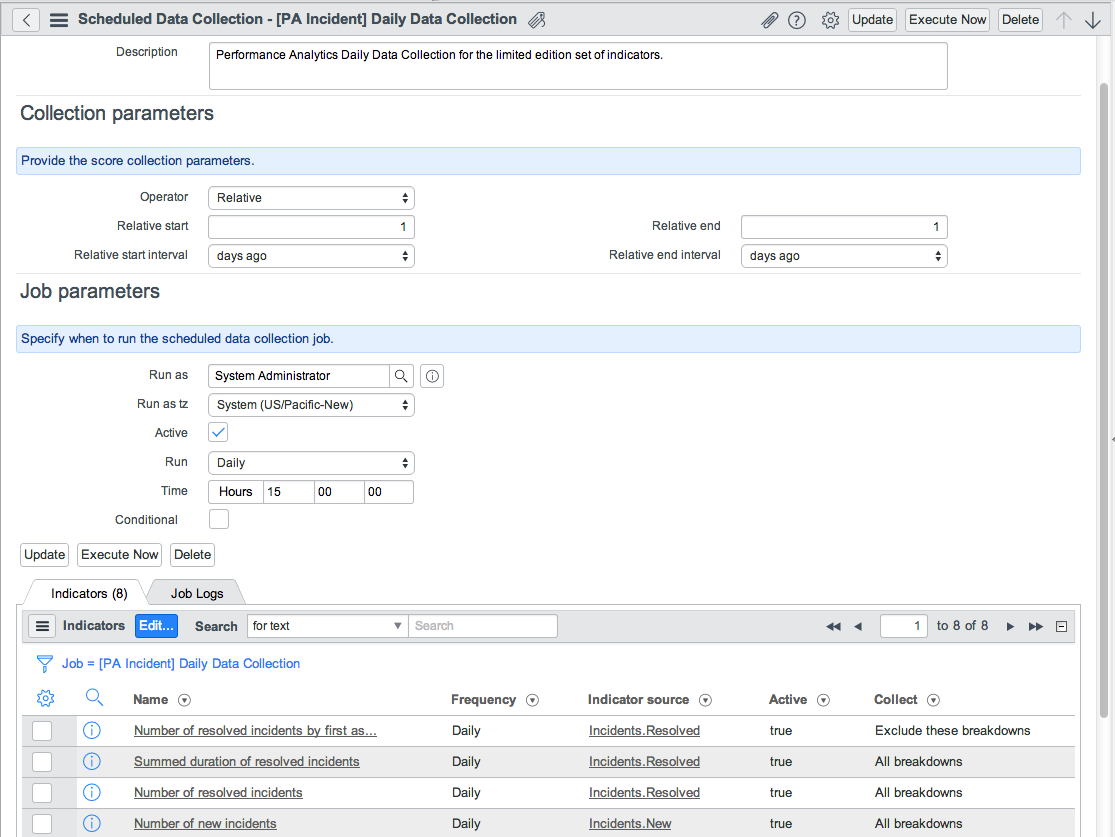 Scheduled Data Collection - [PA Incident] Daily Data Collection Update Execute Now Delete
Description Performance Analytics Daily Data Collection for the limited edition set of indicators.
Collection parameters
Provide the score collection parameters.
Operator Relative
Relative start 1 Relative end 1
Relative start interval days ago Relative end interval days ago
Job parameters
Specify when to run the scheduled data collection job.
Run as System Administrator
Run as tz System (US/Pacific-New)
Active
Run Daily
Time Hours 15 00 00
Conditional
Update Execute Now Delete
Indicators (8) Job Logs
Indicators Edit... Search for text Search 1 to 8 of 8
Job = [PA Incident] Daily Data Collection
Name Frequency Indicator source Active Collect
Number of resolved incidents by first as... Daily Incidents.Resolved true Exclude these breakdowns
Summed duration of resolved incidents Daily Incidents.Resolved true All breakdowns
Number of resolved incidents Daily Incidents.Resolved true All breakdowns
Number of new incidents Daily Incidents.New true All breakdowns